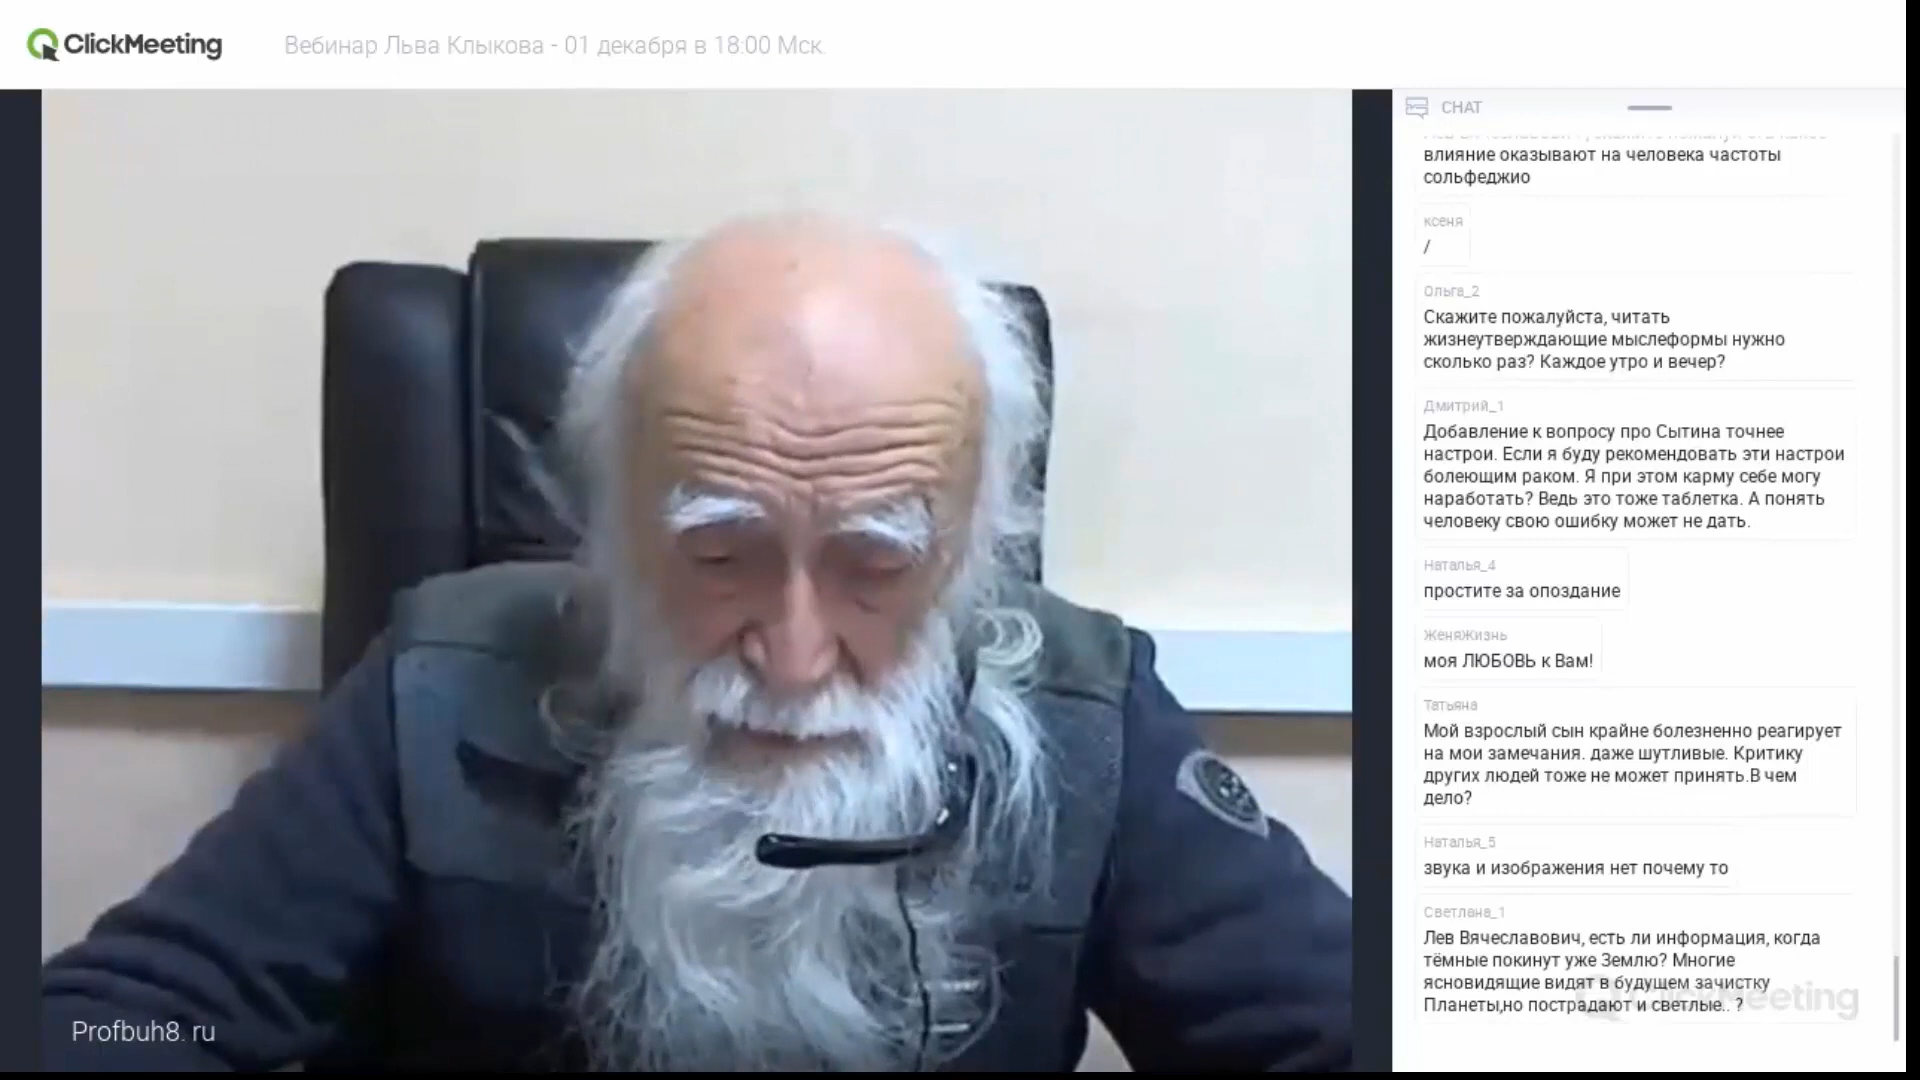 ClickMeeting
Вебинар Льва Клыкова - 01 декабря в 18:00 Мск.
CHAT
влияние оказывают на человека частоты
сольфеджио
ксеня
/
Ольга_2
Скажите пожалуйста, читать
жизнеутверждающие мыслеформы нужно
сколько раз? Каждое утро и вечер?
Дмитрий_1
Добавление к вопросу про Сытина точнее
настрои. Если я буду рекомендовать эти настрои
болеющим раком. Я при этом карму себе могу
наработать? Ведь это тоже таблетка. А понять
человеку свою ошибку может не дать.
Наталья_4
простите за опоздание
ЖеняЖизнь
моя ЛЮБОВЬ к Вам!
Татьяна
Мой взрослый сын крайне болезненно реагирует
на мои замечания. даже шутливые. Критику
других людей тоже не может принять.В чем
дело?
Наталья_5
звука и изображения нет почему то
Светлана_1
Лев Вячеславович, есть ли информация, когда
тёмные покинут уже Землю? Многие
ясновидящие видят в будущем зачистку
Планеты,но пострадают и светлые.. ?
ClickMeeting
Profbuh8. ru